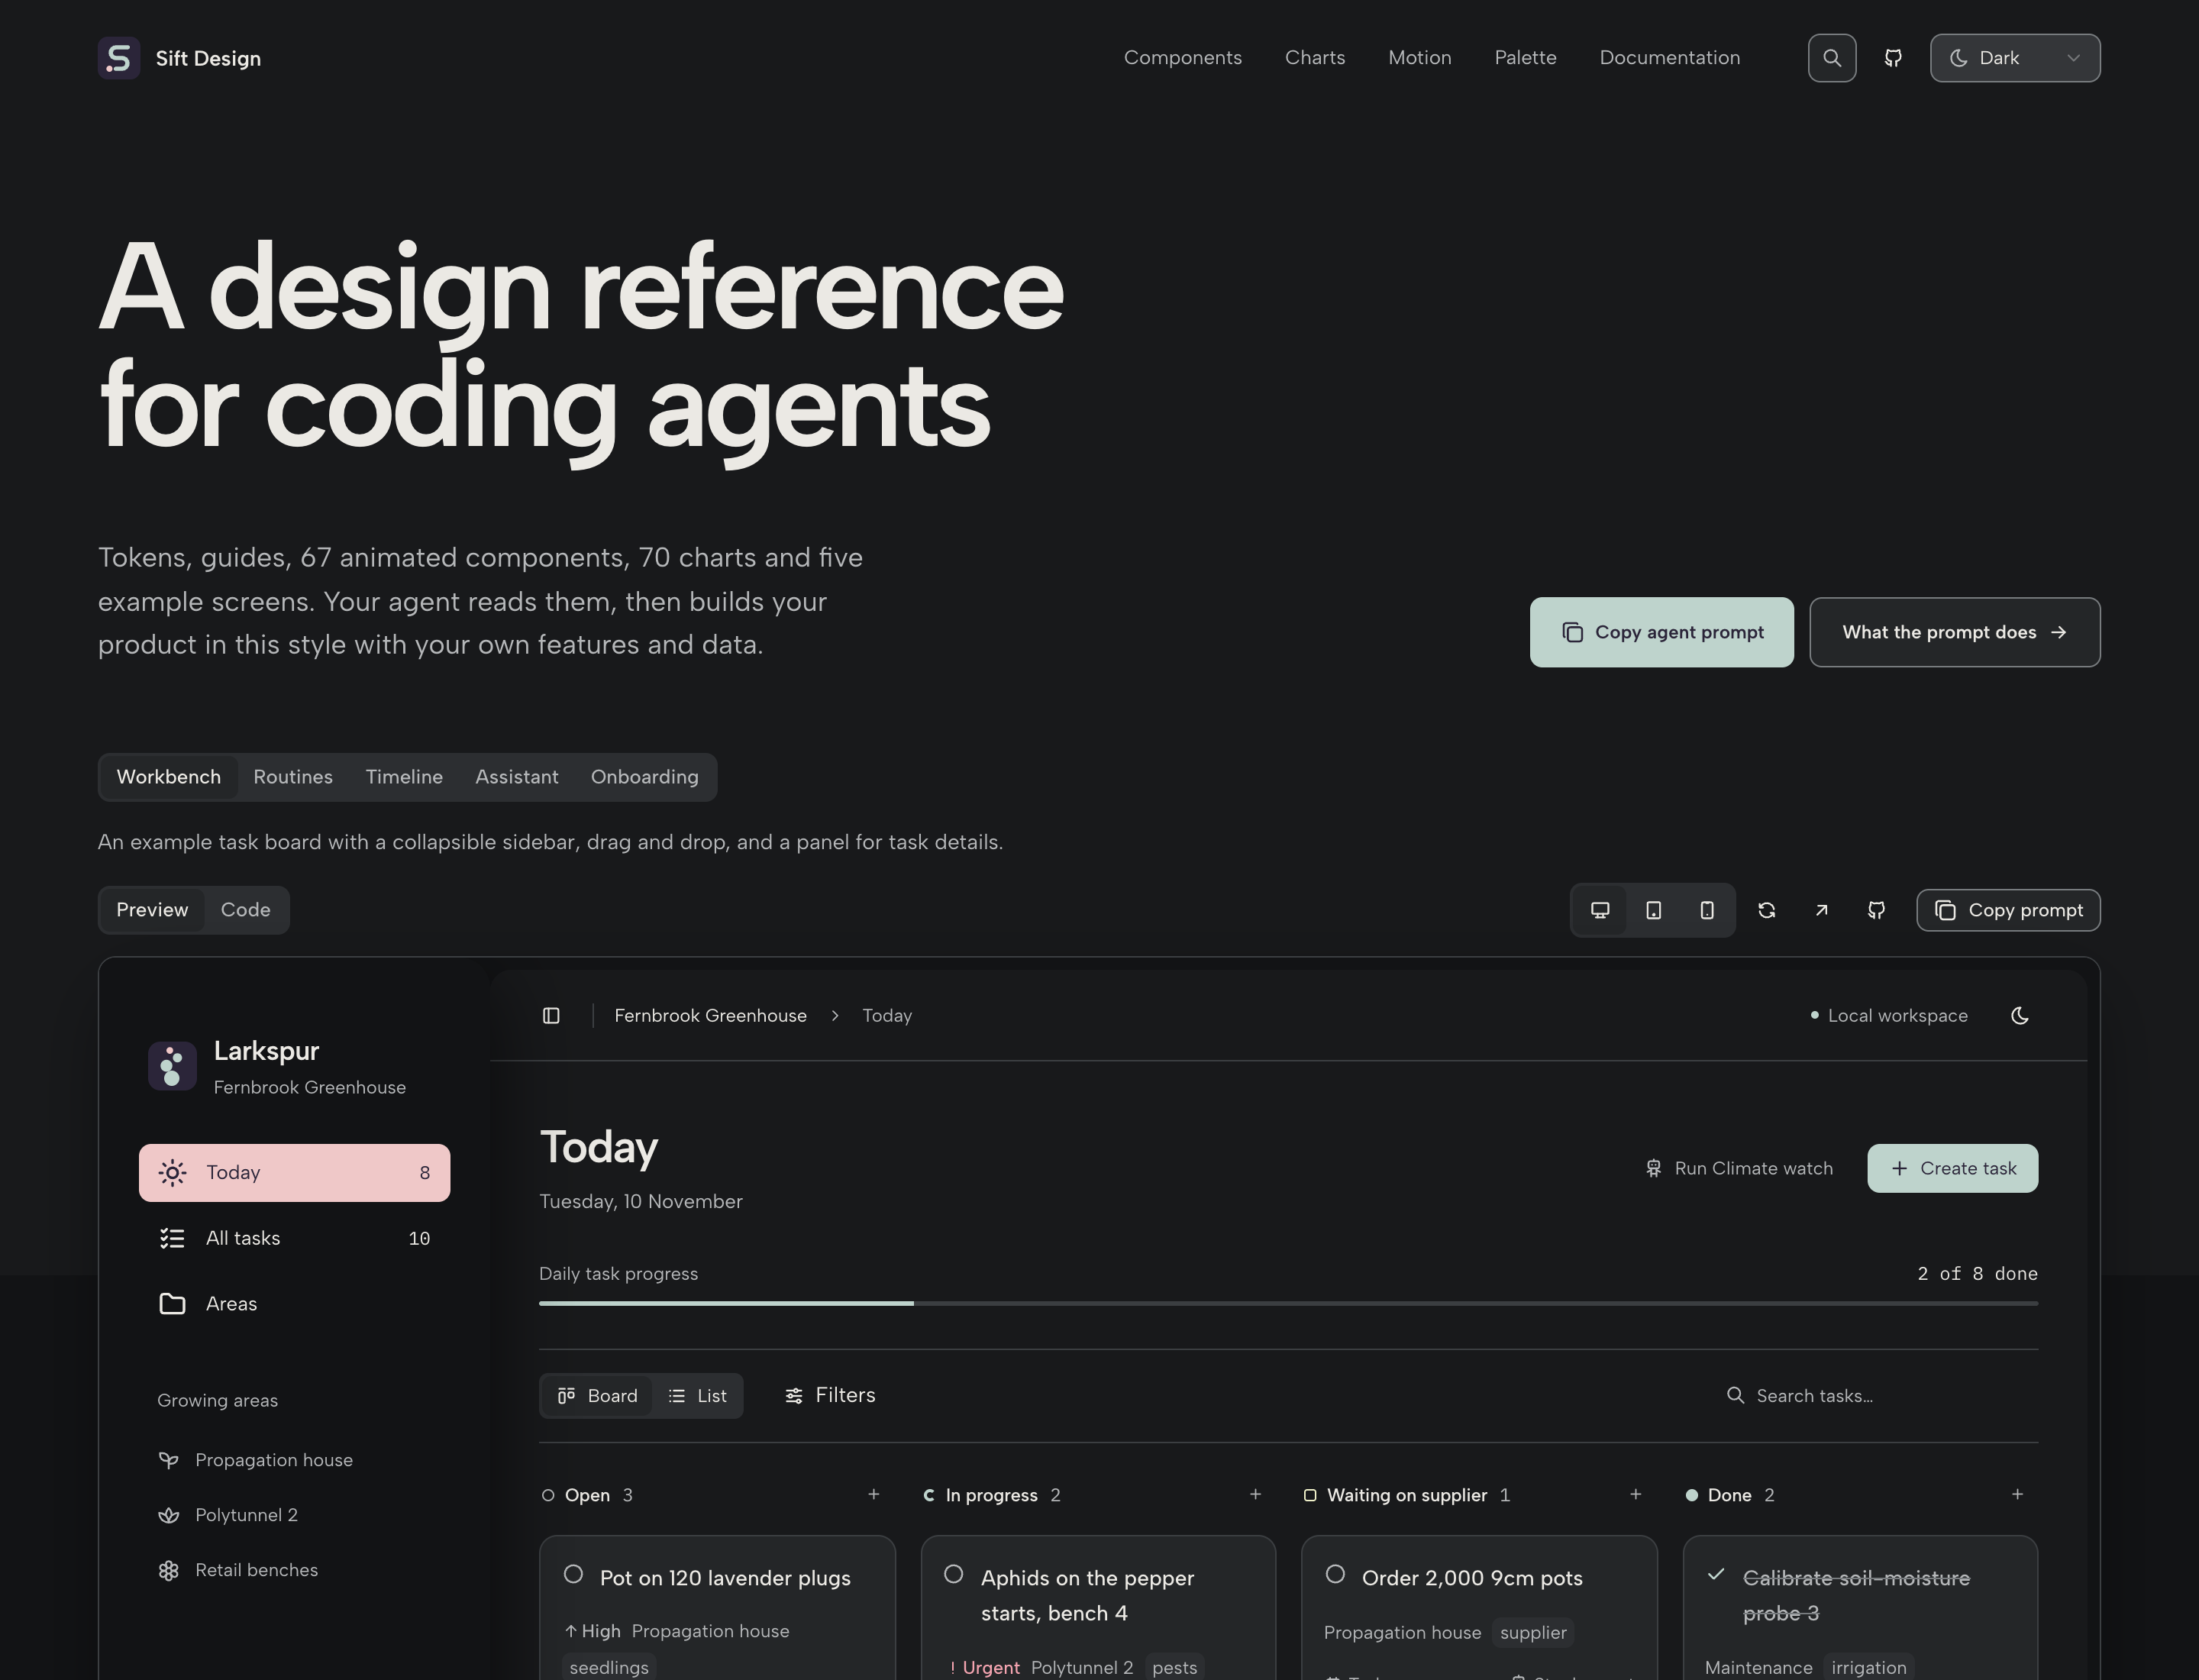 Sift Design
Components
Charts
Motion
Palette
Documentation
Dark
A design reference
for coding agents
Tokens, guides, 67 animated components, 70 charts and five
example screens. Your agent reads them, then builds your
product in this style with your own features and data.
Copy agent prompt
What the prompt does
Workbench
Routines
Timeline
Assistant
Onboarding
An example task board with a collapsible sidebar, drag and drop, and a panel for task details.
Preview
Code
Copy prompt
Larkspur
Fernbrook Greenhouse
Today 8
All tasks 10
Areas
Growing areas
Propagation house
Polytunnel 2
Retail benches
Fernbrook Greenhouse > Today
Local workspace
Today
Tuesday, 10 November
Run Climate watch
Create task
Daily task progress
2 of 8 done
Board
List
Filters
Search tasks…
Open 3
Pot on 120 lavender plugs
High Propagation house
seedlings
In progress 2
Aphids on the pepper
starts, bench 4
! Urgent Polytunnel 2 pests
Waiting on supplier 1
Order 2,000 9cm pots
Propagation house supplier
Done 2
Calibrate soil-moisture
probe 3
Maintenance irrigation